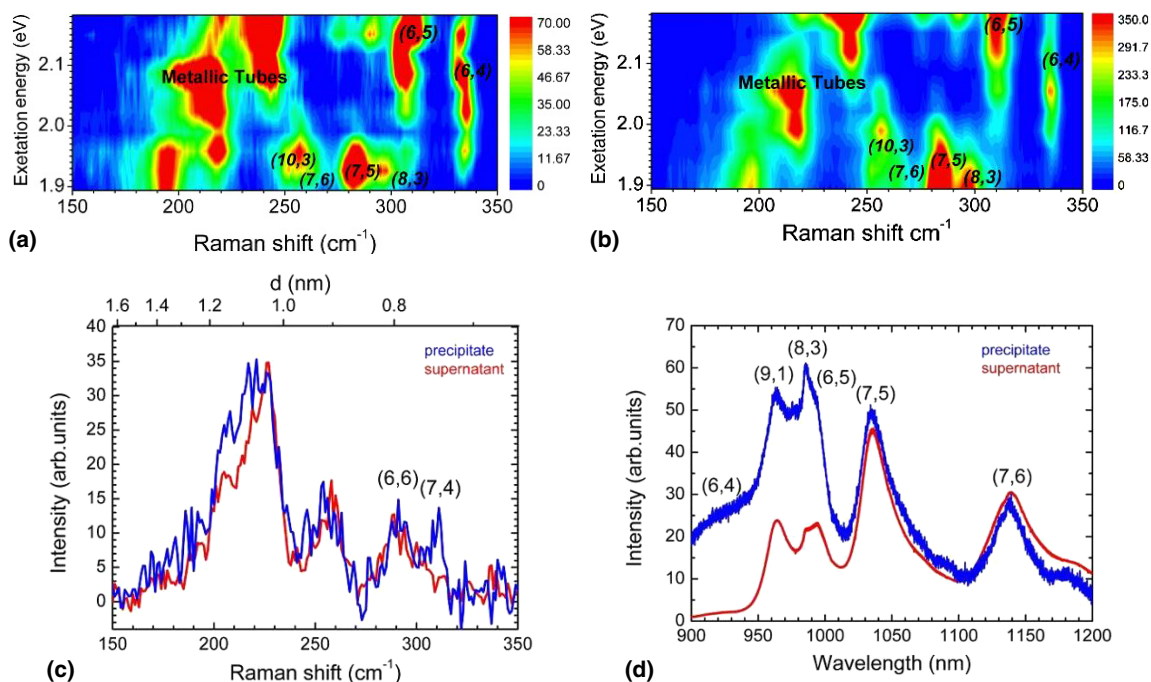 Exitation energy (eV)
2.1
2.0
1.9
150 200 250 300 350
Raman shift (cm-1)
(6,5)
(6,4)
Metallic Tubes
(10,3)
(7,6)
(7,5)
(8,3)
70.00
58.33
46.67
35.00
23.33
11.67
0
(a)
Exitation energy (eV)
2.1
2.0
1.9
150 200 250 300 350
Raman shift cm-1
(6,5)
(6,4)
Metallic Tubes
(10,3)
(7,6)
(7,5)
(8,3)
350.0
291.7
233.3
175.0
116.7
58.33
0
(b)
d (nm)
1.6 1.4 1.2 1.0 0.8
40
35
30
25
20
15
10
5
0
Intensity (arb.units)
precipitate
supernatant
(6,6)
(7,4)
150 200 250 300 350
Raman shift (cm-1)
(c)
70
60
50
40
30
20
10
0
Intensity (arb.units)
precipitate
supernatant
(8,3)
(9,1)
(6,5)
(7,5)
(6,4)
(7,6)
900 950 1000 1050 1100 1150 1200
Wavelength (nm)
(d)